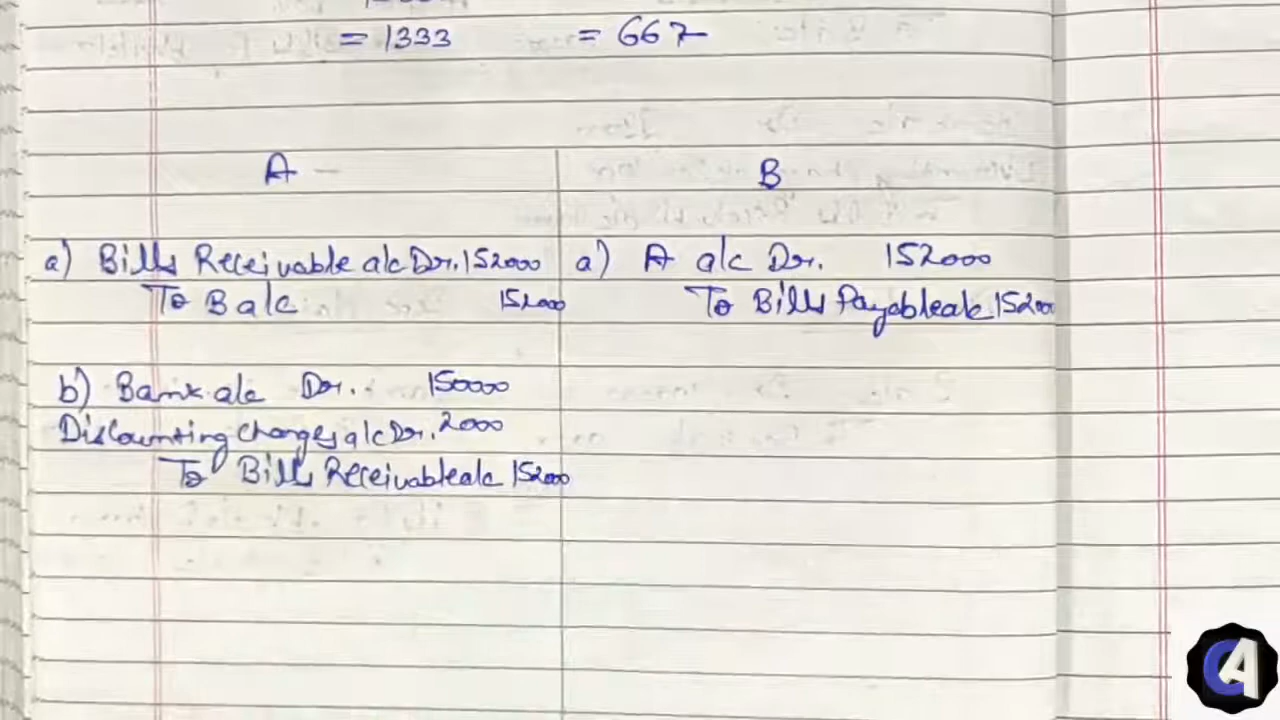 = 1333 = 667
A - B
a) Bills Receivable a/c Dr. 152000
To B a/c 152000
b) Bank a/c Dr. 150000
Discounting Charges a/c Dr. 2000
To Bills Receivable a/c 152000
a) A a/c Dr. 152000
To Bills Payable a/c 152000
CA